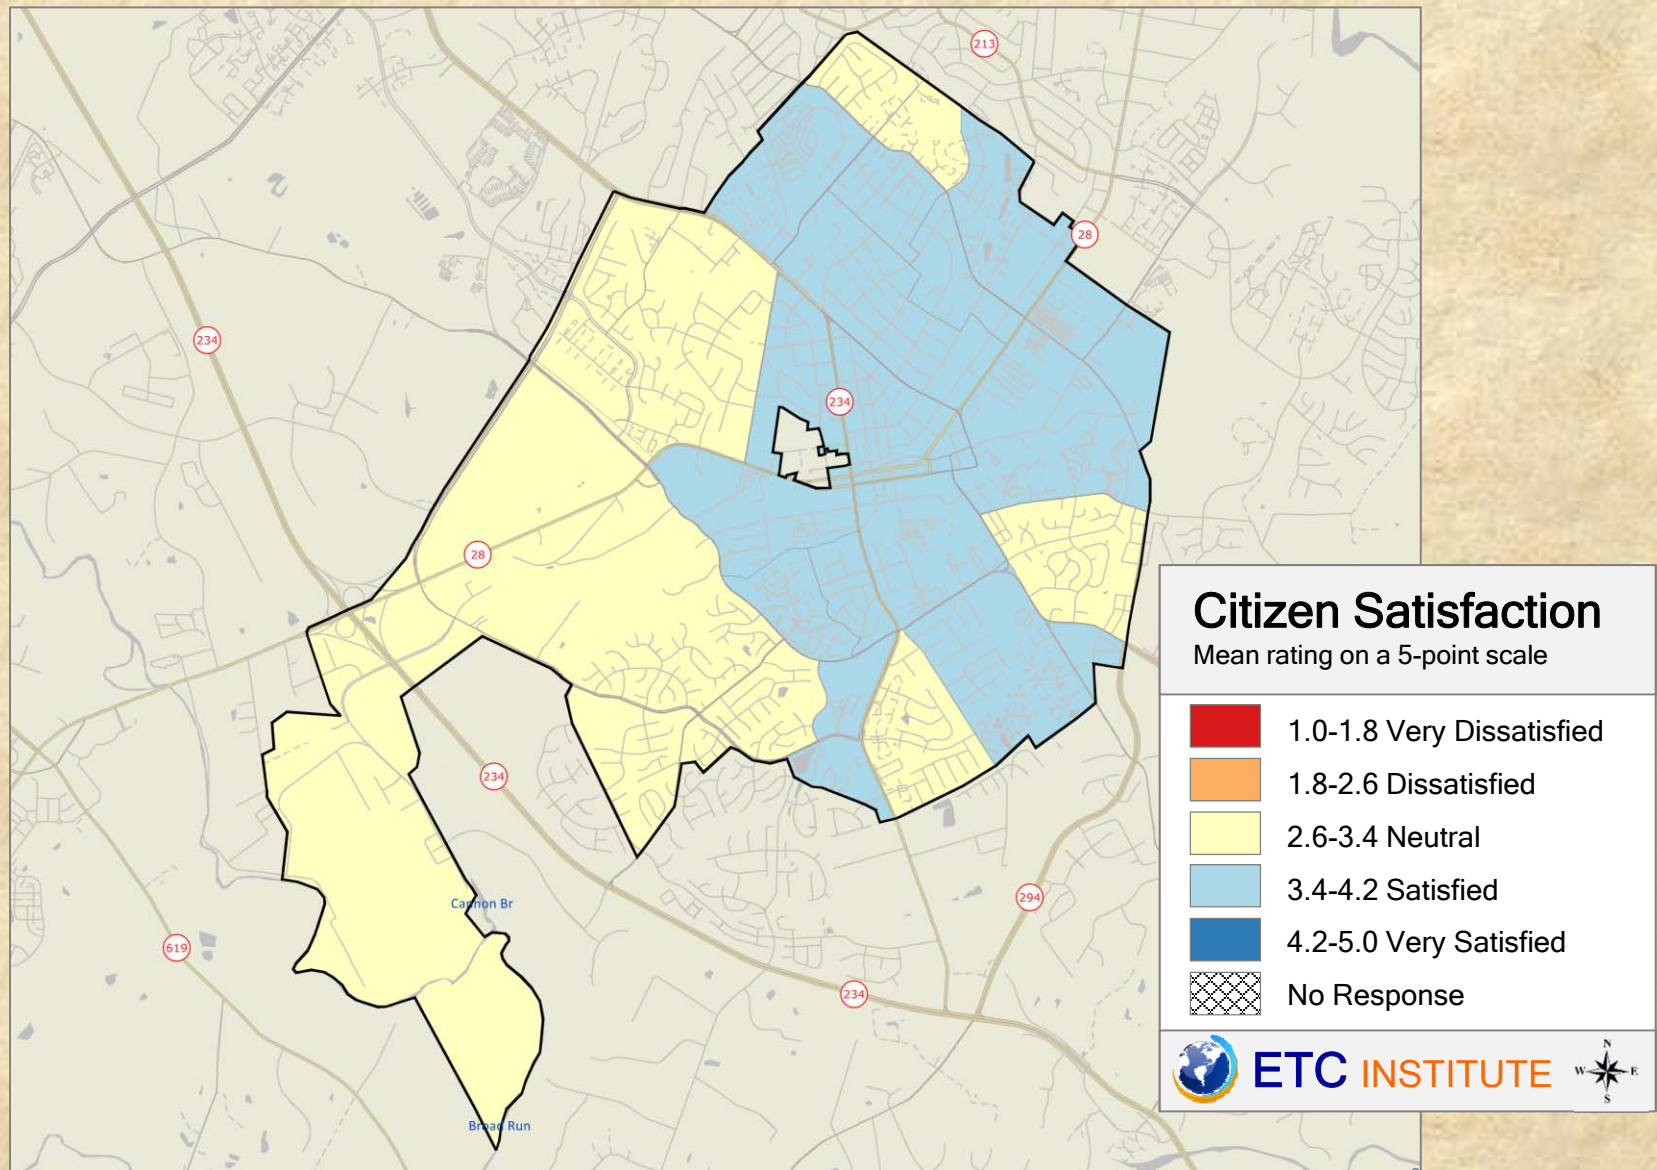 213
28
234
234
28
Citizen Satisfaction
Mean rating on a 5-point scale
1.0-1.8 Very Dissatisfied
1.8-2.6 Dissatisfied
2.6-3.4 Neutral
3.4-4.2 Satisfied
4.2-5.0 Very Satisfied
No Response
234
294
Cannon Br
619
234
ETC INSTITUTE
N
W E
S
Broad Run